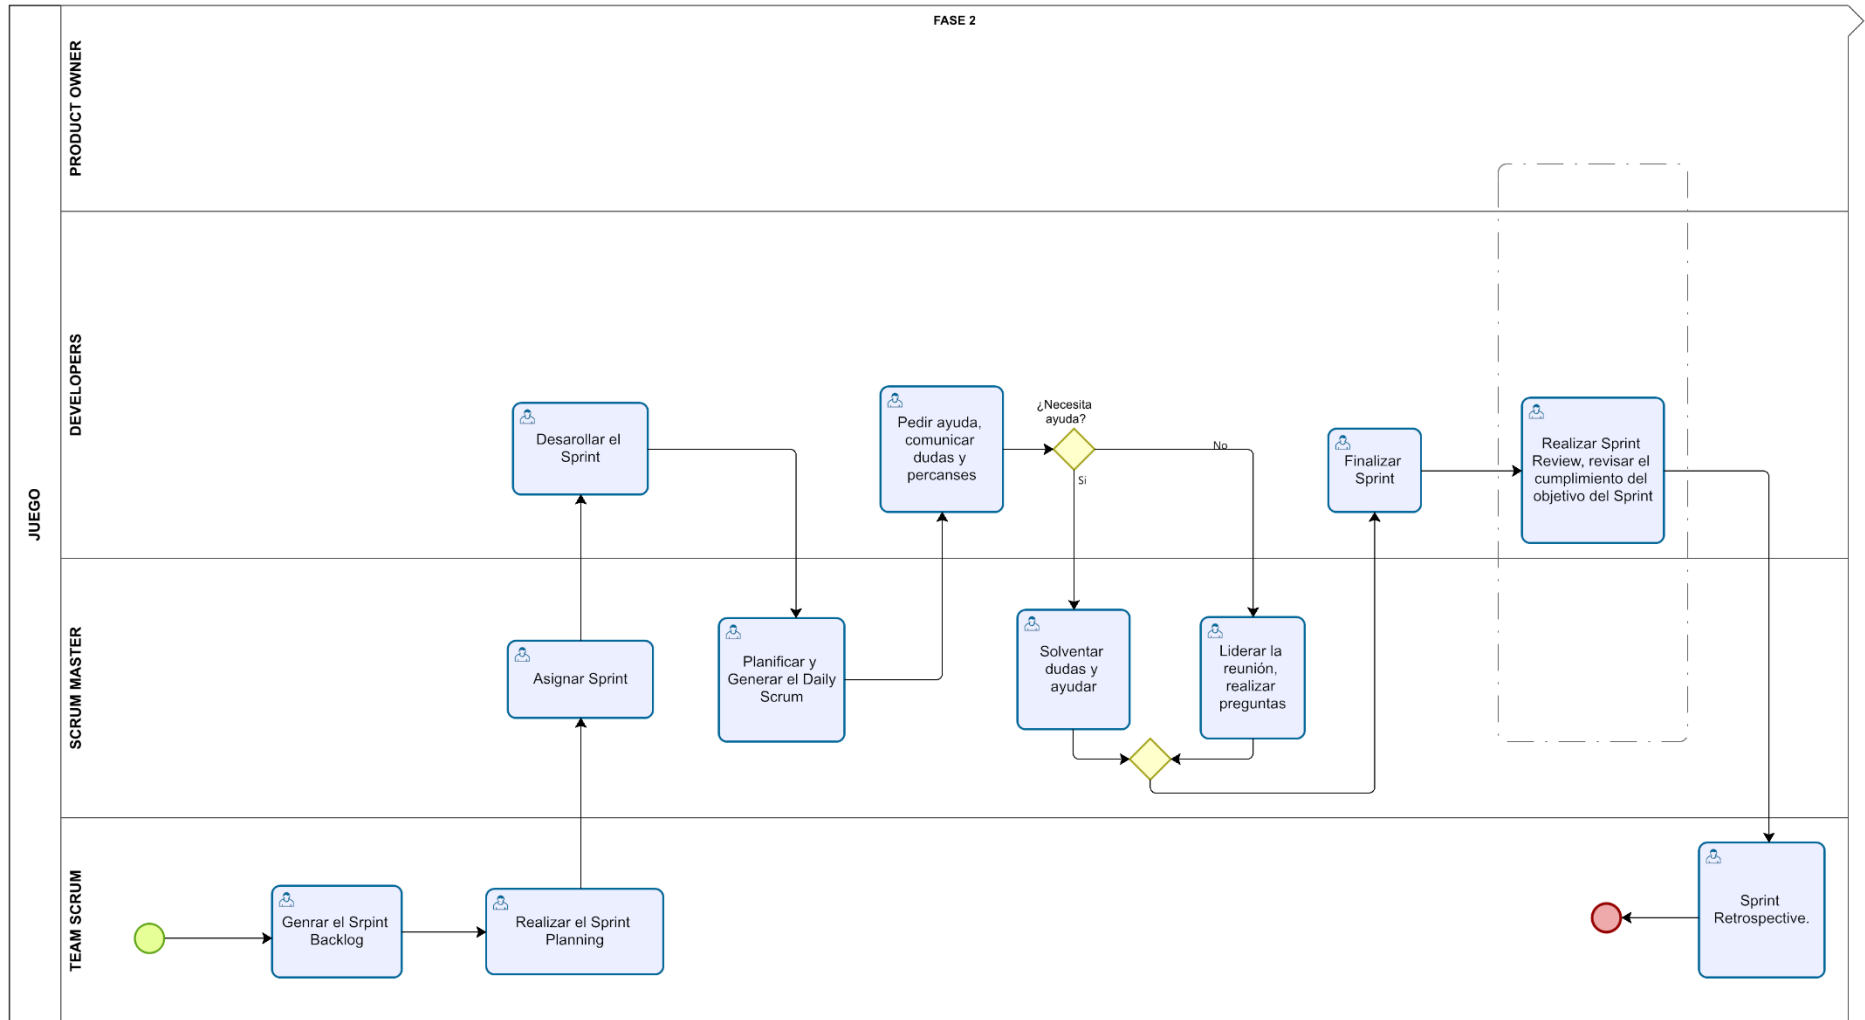 FASE 2
JUEGO
PRODUCT OWNER
DEVELOPERS
Desarollar el
Sprint
Pedir ayuda,
comunicar
dudas y
percanses
¿Necesita
ayuda?
No
Si
Finalizar
Sprint
Realizar Sprint
Review, revisar el
cumplimiento del
objetivo del Sprint
SCRUM MASTER
Asignar Sprint
Planificar y
Generar el Daily
Scrum
Solventar
dudas y
ayudar
Liderar la
reunión,
realizar
preguntas
TEAM SCRUM
Genrar el Srpint
Backlog
Realizar el Sprint
Planning
Sprint
Retrospective.